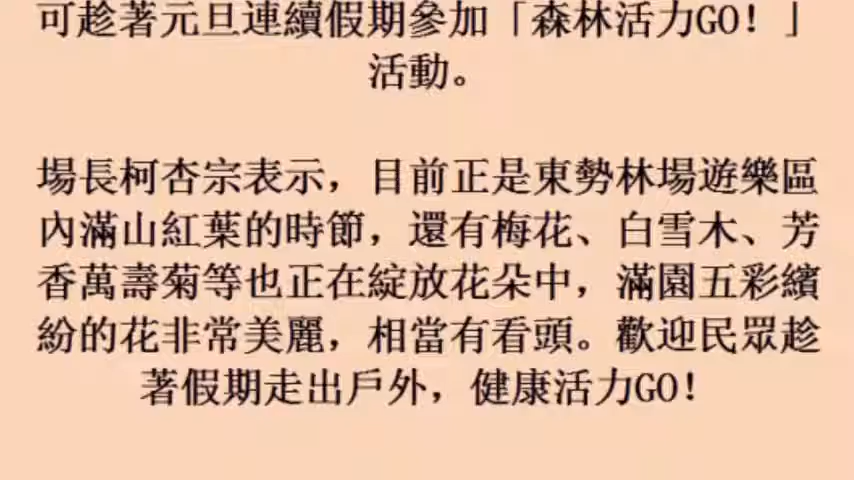 可趁著元旦連續假期參加「森林活力GO!」
活動。
場長柯杏宗表示,目前正是東勢林場遊樂區
內滿山紅葉的時節,還有梅花、白雪木、芳
香萬壽菊等也正在綻放花朵中,滿園五彩繽
紛的花非常美麗,相當有看頭。歡迎民眾趁
著假期走出戶外,健康活力GO!